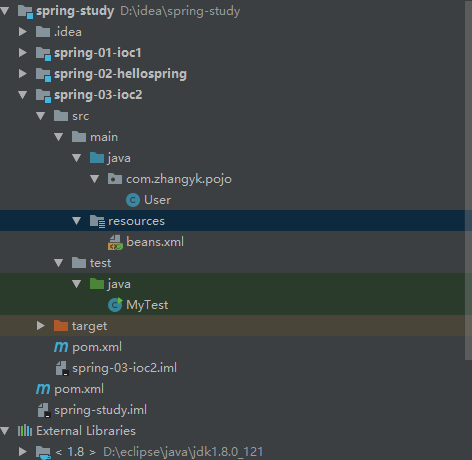 spring-study D:\idea\spring-study
.idea
spring-01-ioc1
spring-02-hellospring
spring-03-ioc2
src
main
java
com.zhangyk.pojo
User
resources
beans.xml
test
java
MyTest
target
pom.xml
spring-03-ioc2.iml
pom.xml
spring-study.iml
External Libraries
< 1.8 > D:\eclipse\java\jdk1.8.0_121